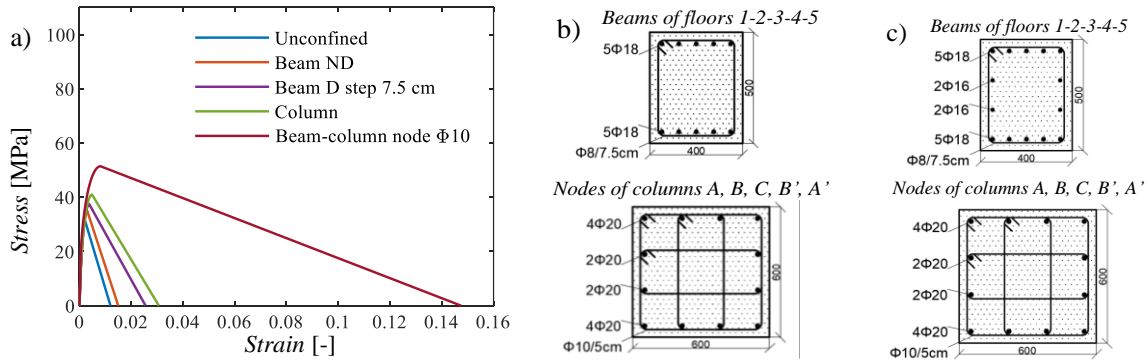 a)
100
80
60
40
20
0
Stress [MPa]
0
0.02
0.04
0.06
0.08
0.1
0.12
0.14
0.16
Strain [-]
Unconfined
Beam ND
Beam D step 7.5 cm
Column
Beam-column node Φ10
b)
Beams of floors 1-2-3-4-5
5Φ18
5Φ18
Φ8/7.5cm
400
500
Nodes of columns A, B, C, B', A'
4Φ20
2Φ20
2Φ20
4Φ20
Φ10/5cm
600
600
c)
Beams of floors 1-2-3-4-5
5Φ18
2Φ16
2Φ16
5Φ18
Φ8/7.5cm
400
500
Nodes of columns A, B, C, B', A'
4Φ20
2Φ20
2Φ20
4Φ20
Φ10/5cm
600
600